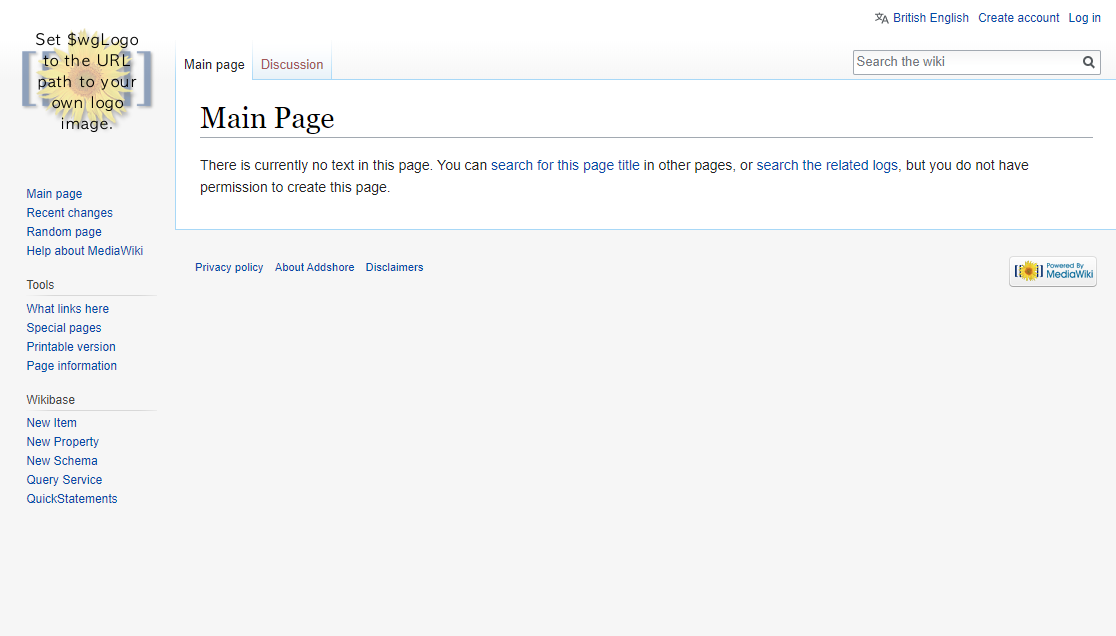 British English Create account Log in
Set $wgLogo
to the URL
path to your
own logo
image.
Main page Discussion
Search the wiki
Main Page
There is currently no text in this page. You can search for this page title in other pages, or search the related logs, but you do not have
permission to create this page.
Main page
Recent changes
Random page
Help about MediaWiki
Tools
What links here
Special pages
Printable version
Page information
Wikibase
New Item
New Property
New Schema
Query Service
QuickStatements
Privacy policy About Addshore Disclaimers
Powered By
MediaWiki